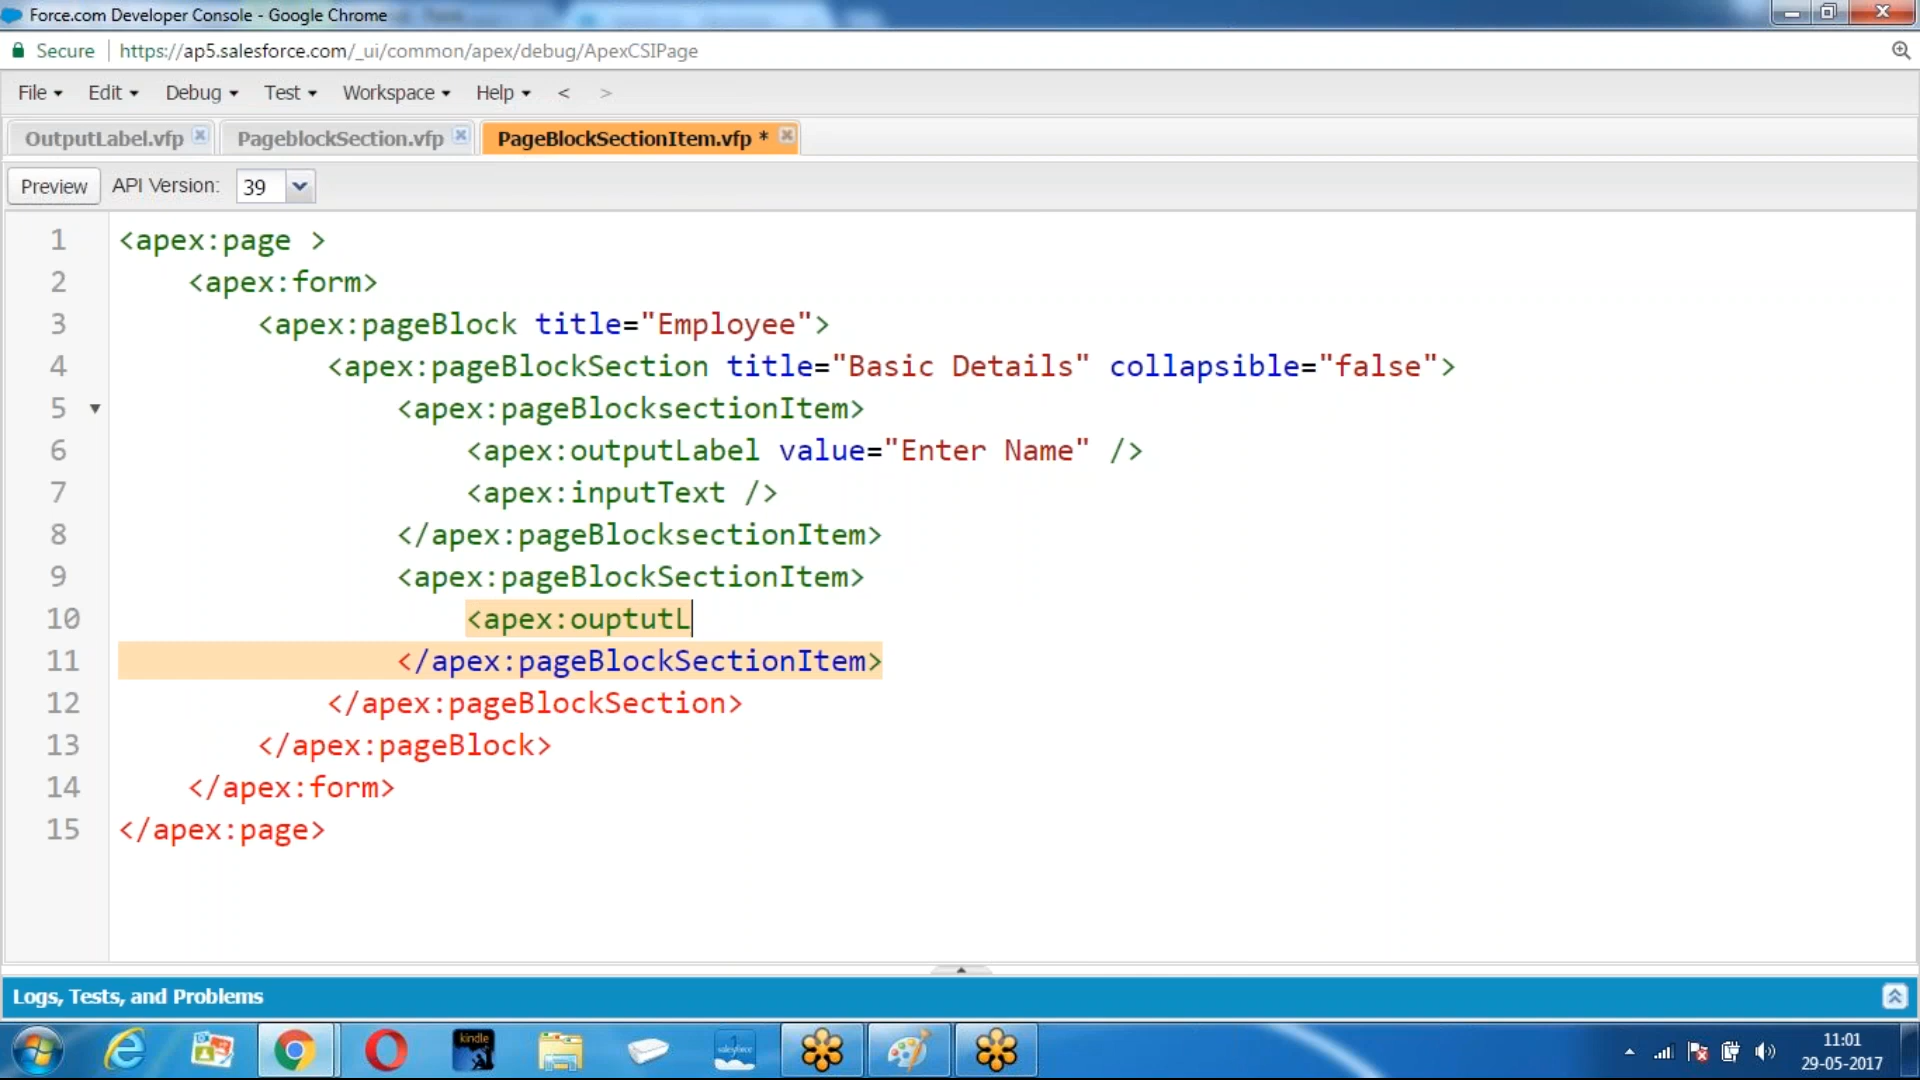 Force.com Developer Console - Google Chrome
Secure https://ap5.salesforce.com/_ui/common/apex/debug/ApexCSIPage
File Edit Debug Test Workspace Help < >
OutputLabel.vfp PageblockSection.vfp PageBlockSectionItem.vfp *
Preview API Version: 39
1 <apex:page >
2 <apex:form>
3 <apex:pageBlock title="Employee">
4 <apex:pageBlockSection title="Basic Details" collapsible="false">
5 <apex:pageBlocksectionItem>
6 <apex:outputLabel value="Enter Name" />
7 <apex:inputText />
8 </apex:pageBlocksectionItem>
9 <apex:pageBlockSectionItem>
10 <apex:ouptutL
11 </apex:pageBlockSectionItem>
12 </apex:pageBlockSection>
13 </apex:pageBlock>
14 </apex:form>
15 </apex:page>
Logs, Tests, and Problems
kindle
salesforce
11:01
29-05-2017